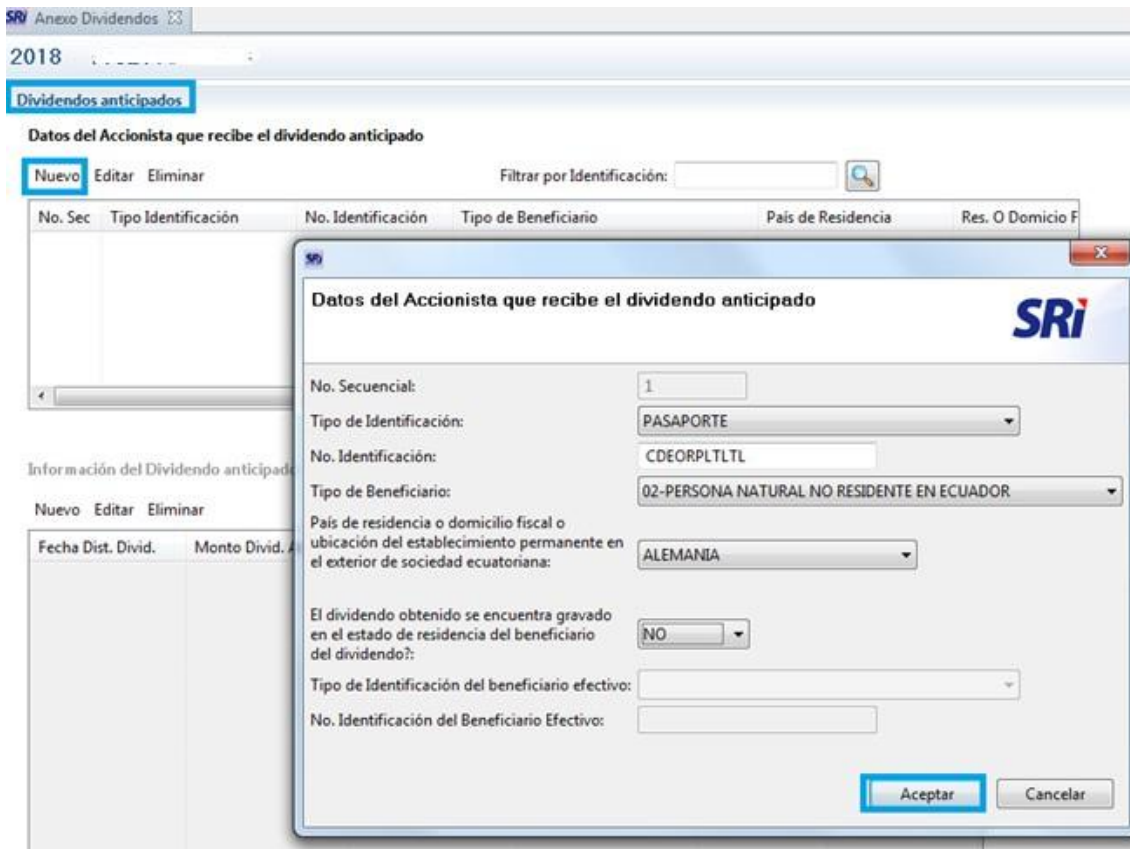 SRi Anexo Dividendos
2018
Dividendos anticipados
Datos del Accionista que recibe el dividendo anticipado
Nuevo Editar Eliminar Filtrar por Identificación:
No. Sec Tipo Identificación No. Identificación Tipo de Beneficiario País de Residencia Res. O Domicio F
SRi
Datos del Accionista que recibe el dividendo anticipado
SRi
No. Secuencial: 1
Tipo de Identificación: PASAPORTE
No. Identificación: CDEORPLTLTL
Tipo de Beneficiario: 02-PERSONA NATURAL NO RESIDENTE EN ECUADOR
País de residencia o domicilio fiscal o
ubicación del establecimiento permanente en
el exterior de sociedad ecuatoriana: ALEMANIA
El dividendo obtenido se encuentra gravado
en el estado de residencia del beneficiario
del dividendo?: NO
Tipo de Identificación del beneficiario efectivo:
No. Identificación del Beneficiario Efectivo:
Aceptar Cancelar
Información del Dividendo anticipado
Nuevo Editar Eliminar
Fecha Dist. Divid. Monto Divid.